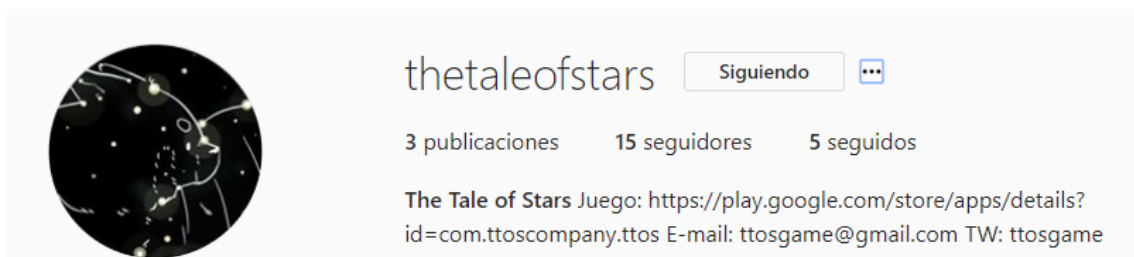 thetaleofstars Siguiendo
3 publicaciones 15 seguidores 5 seguidos
The Tale of Stars Juego: https://play.google.com/store/apps/details?
id=com.ttoscompany.ttos E-mail: ttosgame@gmail.com TW: ttosgame